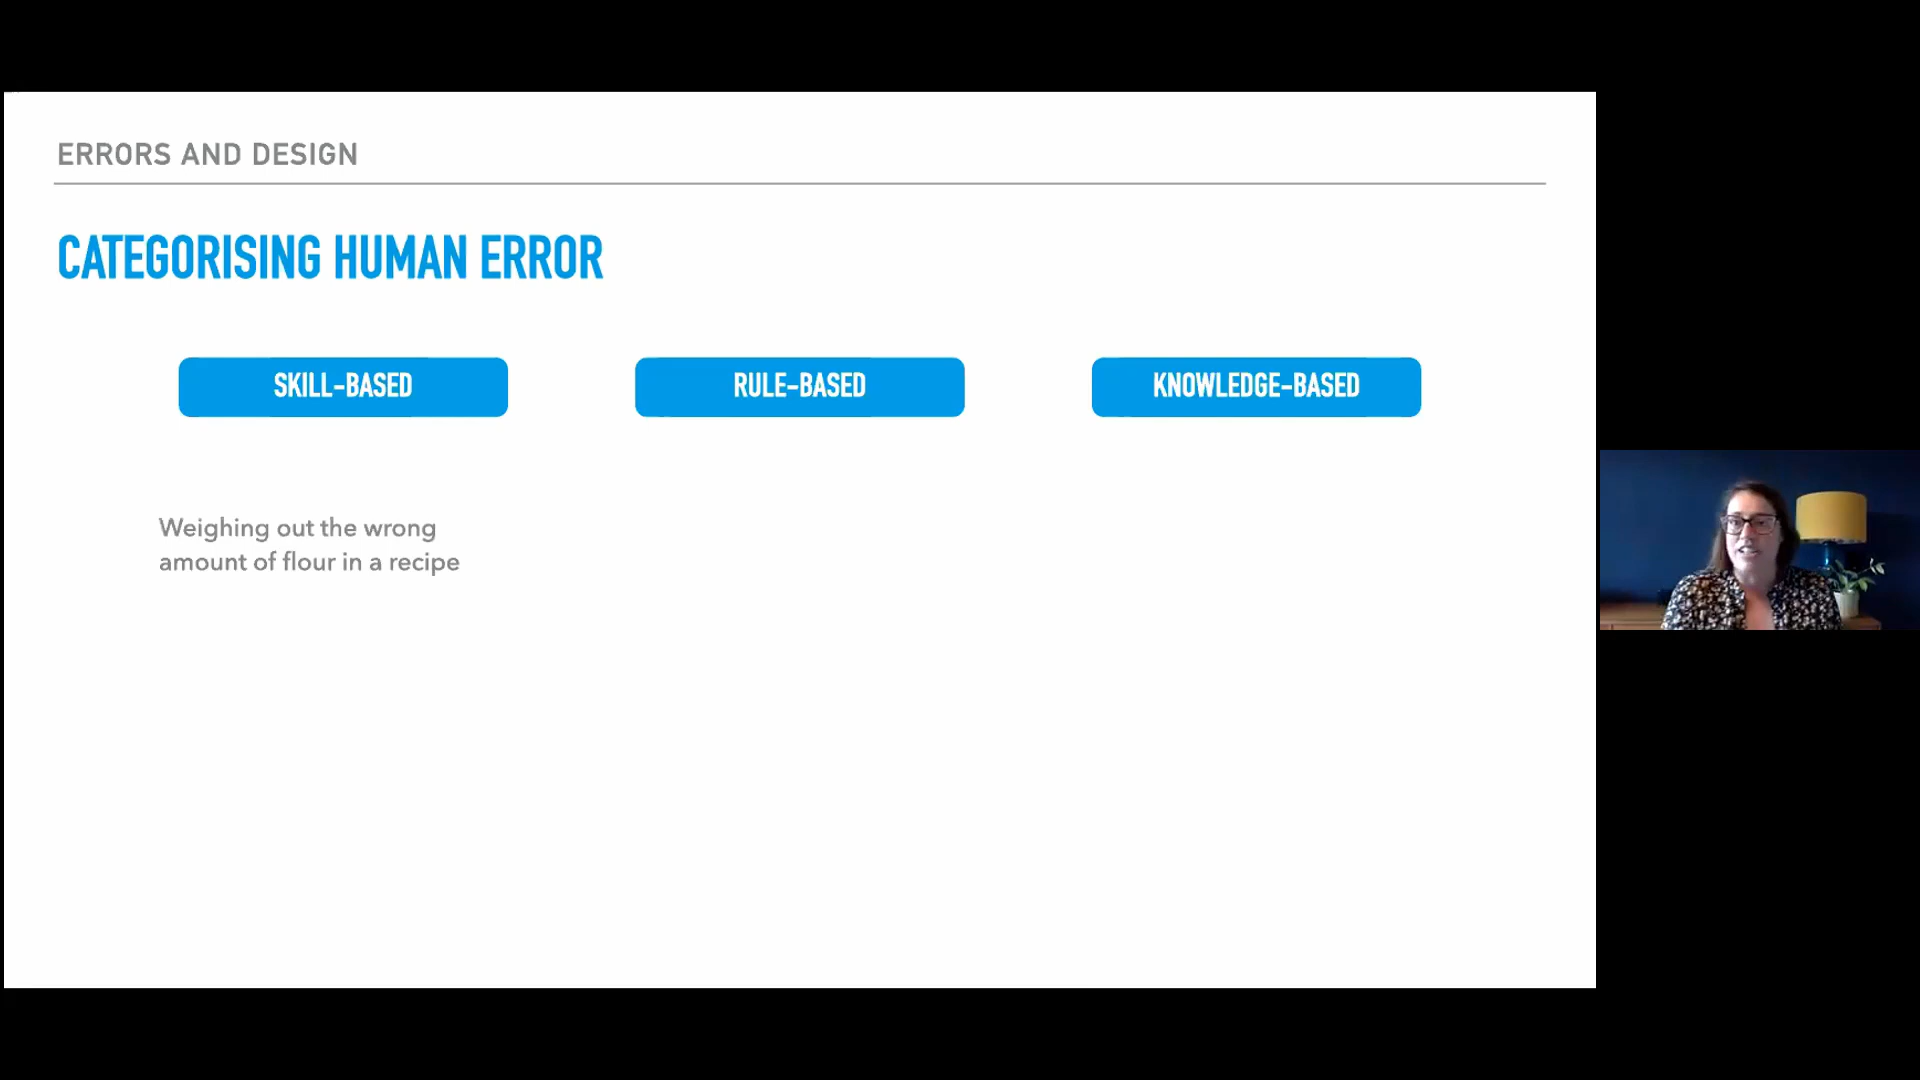 ERRORS AND DESIGN
CATEGORISING HUMAN ERROR
SKILL-BASED
RULE-BASED
KNOWLEDGE-BASED
Weighing out the wrong
amount of flour in a recipe